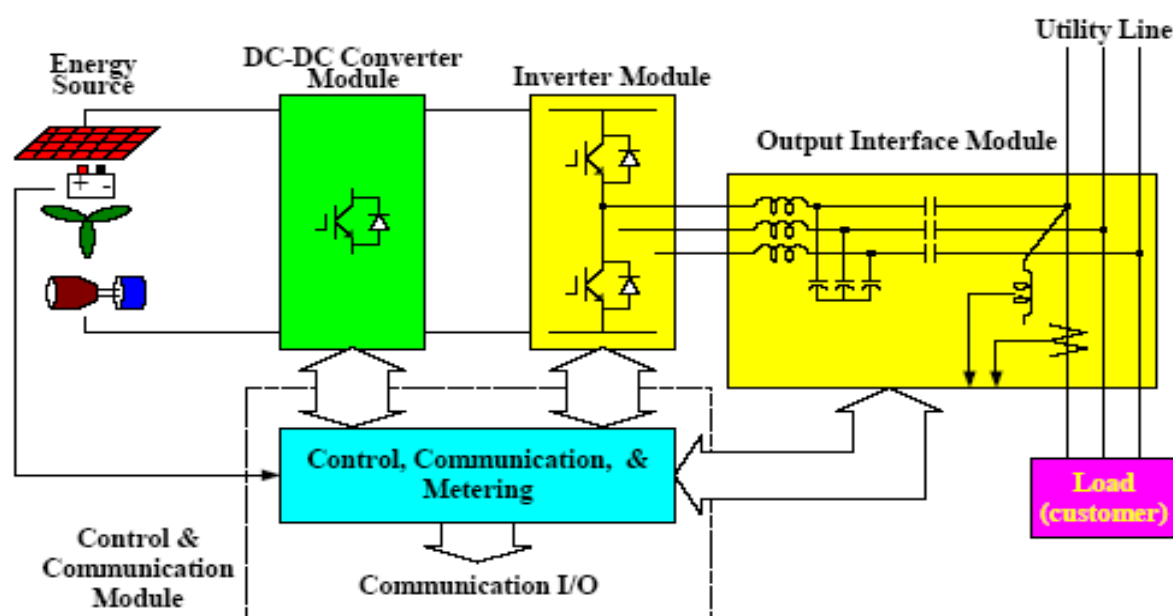 Utility Line
Energy
Source
DC-DC Converter
Module
Inverter Module
Output Interface Module
+ -
Control, Communication, &
Metering
Load
(customer)
Control &
Communication
Module
Communication I/O